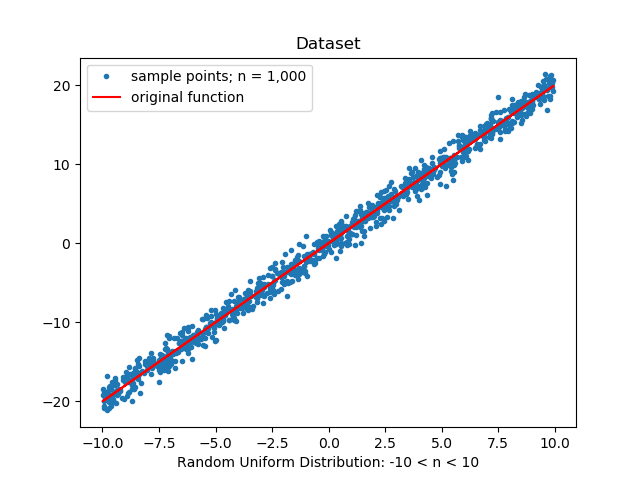 Dataset
sample points; n = 1,000
original function
20
10
0
−10
−20
−10.0 −7.5 −5.0 −2.5 0.0 2.5 5.0 7.5 10.0
Random Uniform Distribution: -10 < n < 10